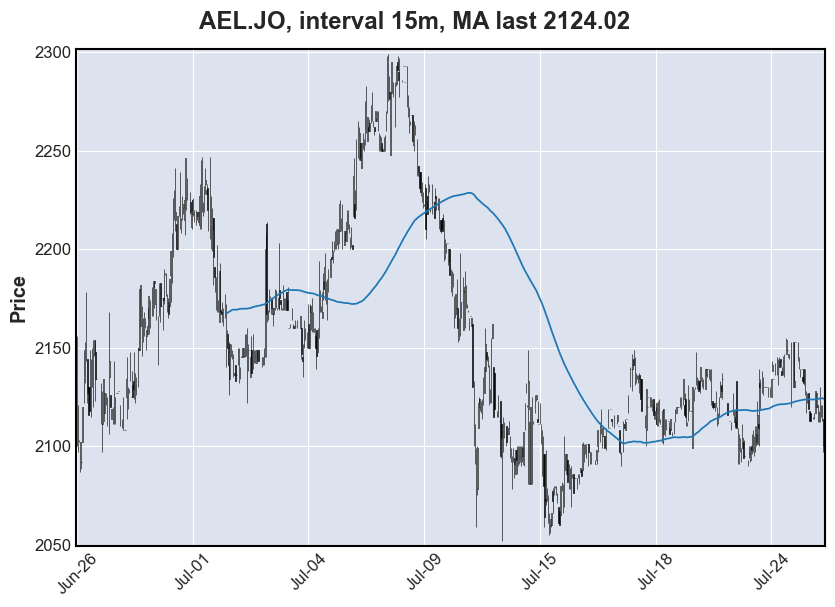 AEL.JO, interval 15m, MA last 2124.02
2300
2250
2200
2150
2100
2050
Price
Jun-26
Jul-01
Jul-04
Jul-09
Jul-15
Jul-18
Jul-24